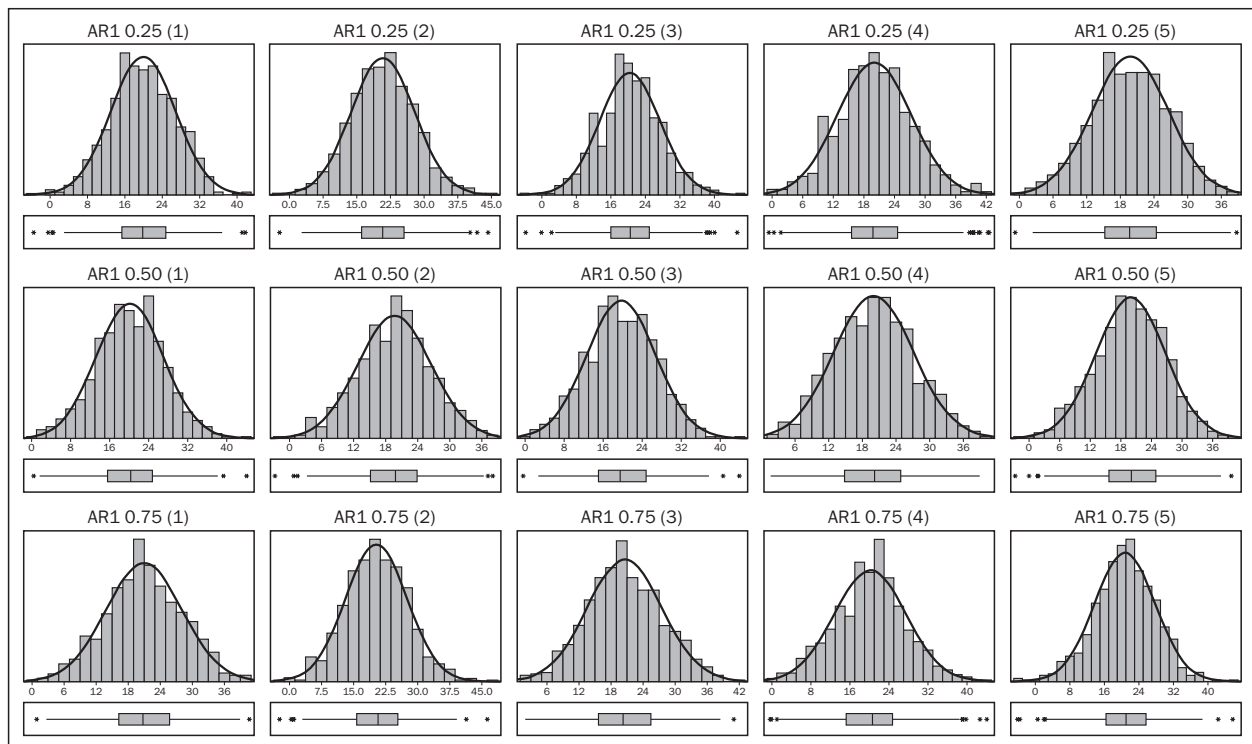 AR1 0.25 (1) AR1 0.25 (2) AR1 0.25 (3) AR1 0.25 (4) AR1 0.25 (5)
0 8 16 24 32 40 0.0 7.5 15.0 22.5 30.0 37.5 45.0 0 8 16 24 32 40 0 6 12 18 24 30 36 42 0 6 12 18 24 30 36
AR1 0.50 (1) AR1 0.50 (2) AR1 0.50 (3) AR1 0.50 (4) AR1 0.50 (5)
0 8 16 24 32 40 0 6 12 18 24 30 36 0 8 16 24 32 40 6 12 18 24 30 36 0 6 12 18 24 30 36
AR1 0.75 (1) AR1 0.75 (2) AR1 0.75 (3) AR1 0.75 (4) AR1 0.75 (5)
0 6 12 18 24 30 36 0.0 7.5 15.0 22.5 30.0 37.5 45.0 6 12 18 24 30 36 42 0 8 16 24 32 40 0 8 16 24 32 40